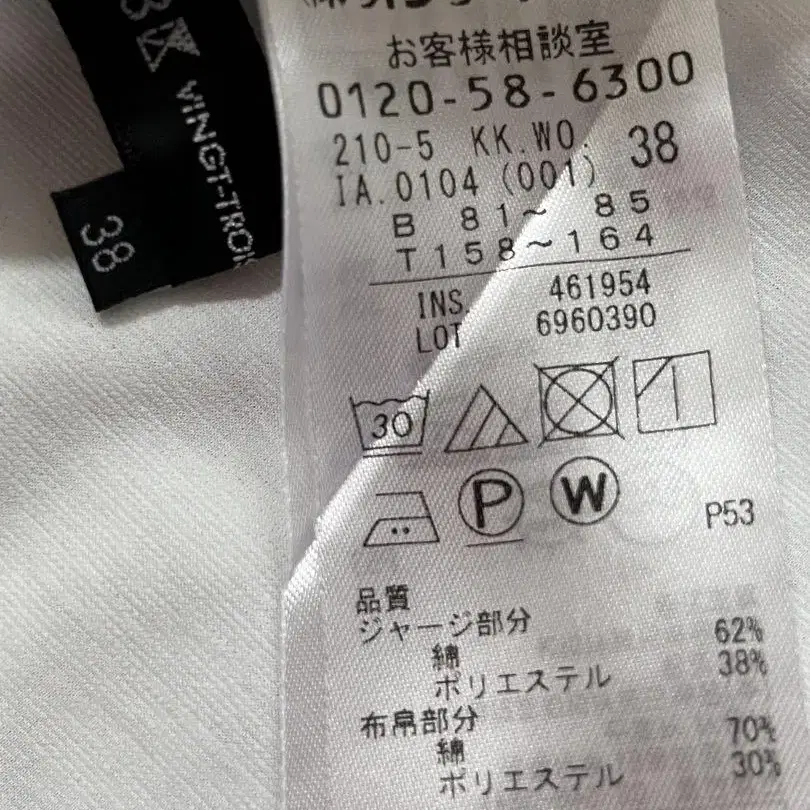 お客様相談室
0120-58-6300
210-5 KK.WO. 38
IA.0104 (001)
B 81~ 85
T158~164
INS. 461954
LOT 6960390
30
P W
P53
品質
ジャージ部分
綿 62%
ポリエステル 38%
布帛部分
綿 70%
ポリエステル 30%
VINGT-TROIS
38